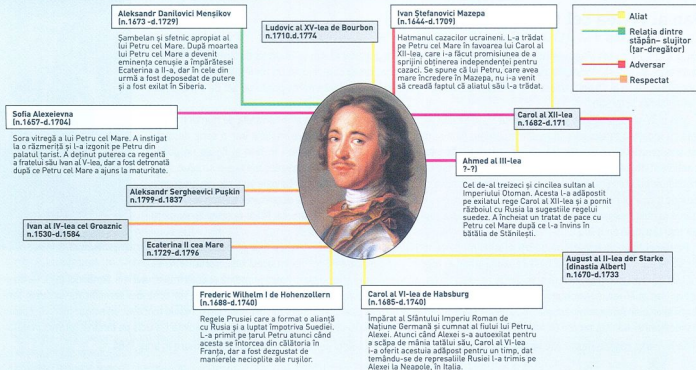 Aleksandr Danilovici Menșikov
(n.1673 -d.1729)
Șambelan și sfetnic apropiat al
lui Petru cel Mare. După moartea
lui Petru cel Mare a devenit
eminența cenușie a împărătesei
Ecaterina a II-a, dar în cele din
urmă a fost deposedat de putere
și a fost exilat în Siberia.
Ludovic al XV-lea de Bourbon
n.1710.d.1774
Ivan Ștefanovici Mazepa
(n.1644-d.1709)
Hatmanul cazacilor ucraineni. L-a trădat
pe Petru cel Mare în favoarea lui Carol al
XII-lea, care i-a făcut promisiunea de a
sprijini obținerea independenței pentru
cazaci. Se spune că lui Petru, care avea
mare încredere în Mazepa, nu i-a venit
să creadă faptul că aliatul său l-a trădat.
Aliat
Relația dintre
stăpân– slujitor
(țar-dregător)
Adversar
Respectat
Sofia Alexeievna
(n.1657-d.1704)
Sora vitregă a lui Petru cel Mare. A instigat
la o răzmeriță și l-a izgonit pe Petru din
palatul țarist. A deținut puterea ca regentă
a fratelui său Ivan al V-lea, dar a fost detronată
după ce Petru cel Mare a ajuns la maturitate.
Carol al XII-lea
n.1682-d.171
Ahmed al III-lea
?-?)
Cel de-al treizeci și cincilea sultan al
Imperiului Otoman. Acesta l-a adăpostit
pe exilatul rege Carol al XII-lea și a pornit
războiul cu Rusia la sugestiile regelui
suedez. A încheiat un tratat de pace cu
Petru cel Mare după ce l-a învins în
bătălia de Stănilești.
Aleksandr Sergheevici Pușkin
n.1799-d.1837
Ivan al IV-lea cel Groaznic
n.1530-d.1584
Ecaterina II cea Mare
n.1729-d.1796
August al II-lea der Starke
(dinastia Albert)
n.1670-d.1733
Frederic Wilhelm I de Hohenzollern
(n.1688-d.1740)
Regele Prusiei care a format o alianță
cu Rusia și a luptat împotriva Suediei.
L-a primit pe țarul Petru atunci când
acesta se întorcea din călătoria în
Franța, dar a fost dezgustat de
manierele necioplite ale rușilor.
Carol al VI-lea de Habsburg
(n.1685-d.1740)
Împărat al Sfântului Imperiu Roman de
Națiune Germană și cumnat al fiului lui Petru,
Alexei. Atunci când Alexei s-a autoexilat pentru
a scăpa de mânia tatălui său, Carol al VI-lea
i-a oferit acestuia adăpost pentru un timp, dar
temându-se de represaliile Rusiei l-a trimis pe
Alexei la Neapole, în Italia.